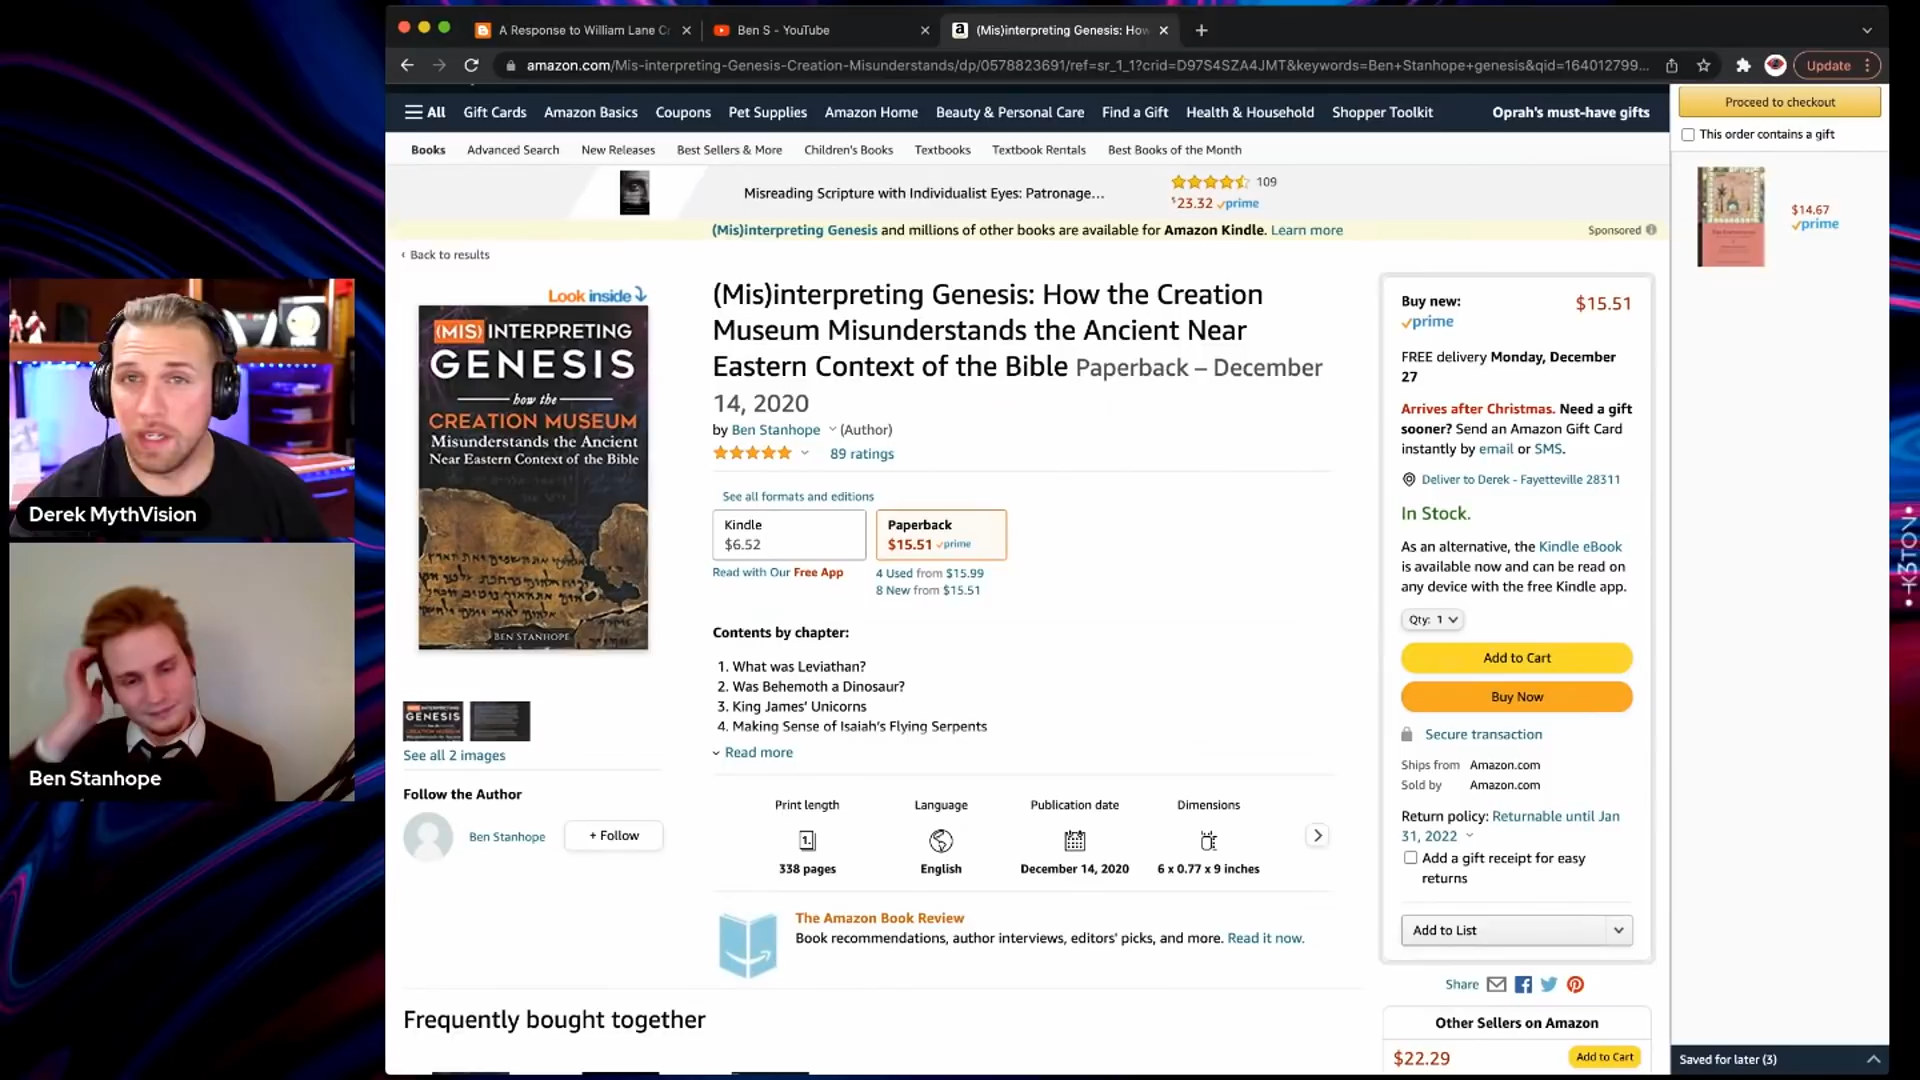 A Response to William Lane Cr
Ben S - YouTube
(Mis)interpreting Genesis: How
amazon.com/Mis-interpreting-Genesis-Creation-Misunderstands/dp/0578823691/ref=sr_1_1?crid=D97S4SZA4JMT&keywords=Ben+Stanhope+genesis&qid=164012799...
Update
All
Gift Cards
Amazon Basics
Coupons
Pet Supplies
Amazon Home
Beauty & Personal Care
Find a Gift
Health & Household
Shopper Toolkit
Oprah's must-have gifts
Books
Advanced Search
New Releases
Best Sellers & More
Children's Books
Textbooks
Textbook Rentals
Best Books of the Month
Misreading Scripture with Individualist Eyes: Patronage...
109
$23.32 prime
(Mis)interpreting Genesis and millions of other books are available for Amazon Kindle. Learn more
Sponsored
‹ Back to results
Look inside
(MIS) INTERPRETING
GENESIS
how the
CREATION MUSEUM
Misunderstands the Ancient
Near Eastern Context of the Bible
BEN STANHOPE
See all 2 images
Follow the Author
Ben Stanhope
+ Follow
(Mis)interpreting Genesis: How the Creation
Museum Misunderstands the Ancient Near
Eastern Context of the Bible Paperback – December
14, 2020
by Ben Stanhope (Author)
89 ratings
See all formats and editions
Kindle
$6.52
Paperback
$15.51 prime
Read with Our Free App
4 Used from $15.99
8 New from $15.51
Contents by chapter:
1. What was Leviathan?
2. Was Behemoth a Dinosaur?
3. King James' Unicorns
4. Making Sense of Isaiah's Flying Serpents
Read more
Print length
338 pages
Language
English
Publication date
December 14, 2020
Dimensions
6 x 0.77 x 9 inches
The Amazon Book Review
Book recommendations, author interviews, editors' picks, and more. Read it now.
Frequently bought together
Buy new:
$15.51
prime
FREE delivery Monday, December
27
Arrives after Christmas. Need a gift
sooner? Send an Amazon Gift Card
instantly by email or SMS.
Deliver to Derek - Fayetteville 28311
In Stock.
As an alternative, the Kindle eBook
is available now and can be read on
any device with the free Kindle app.
Qty: 1
Add to Cart
Buy Now
Secure transaction
Ships from Amazon.com
Sold by Amazon.com
Return policy: Returnable until Jan
31, 2022
Add a gift receipt for easy
returns
Add to List
Share
Other Sellers on Amazon
$22.29
Add to Cart
Proceed to checkout
This order contains a gift
$14.67
prime
Saved for later (3)
Derek MythVision
Ben Stanhope
K3TON